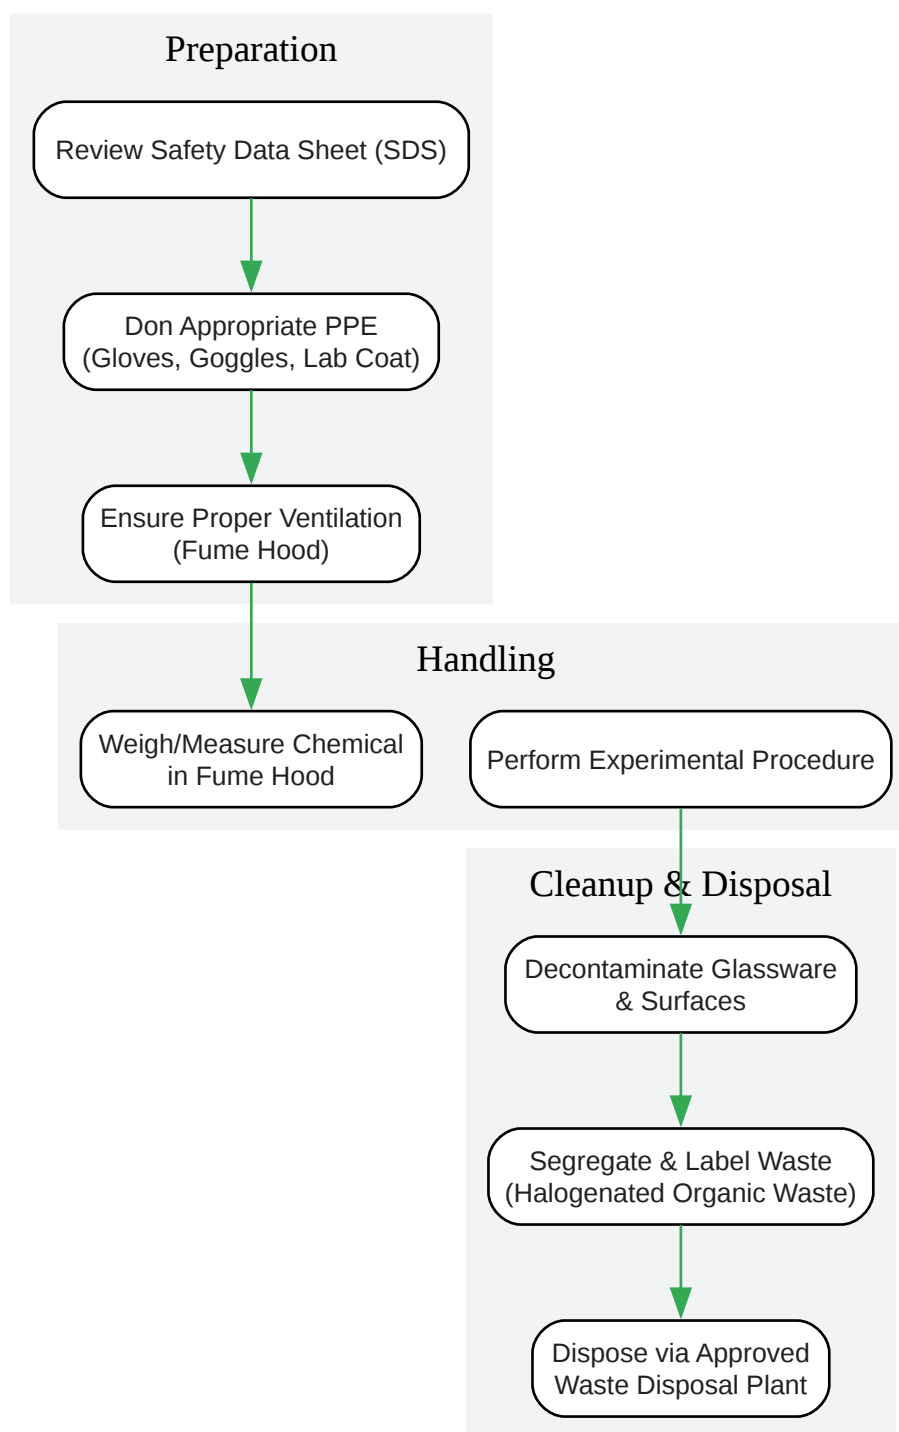 Preparation
Review Safety Data Sheet (SDS)
Don Appropriate PPE
(Gloves, Goggles, Lab Coat)
Ensure Proper Ventilation
(Fume Hood)
Handling
Weigh/Measure Chemical
in Fume Hood
Perform Experimental Procedure
Cleanup & Disposal
Decontaminate Glassware
& Surfaces
Segregate & Label Waste
(Halogenated Organic Waste)
Dispose via Approved
Waste Disposal Plant